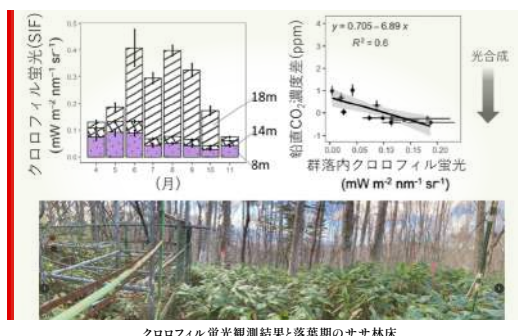 クロロフィル蛍光(SIF)
(mW m⁻² nm⁻¹ sr⁻¹)
0.5
0.4
0.3
0.2
0.1
0.0
4 5 6 7 8 9 10 11
(月)
18m
14m
8m
鉛直CO₂濃度差(ppm)
4
3
2
1
0
-1
y=0.705-6.89 x
R²=0.6
0.00 0.05 0.10 0.15 0.20
群落内クロロフィル蛍光
(mW m⁻² nm⁻¹ sr⁻¹)
光合成
クロロフィル蛍光観測結果と落葉期のササ林床